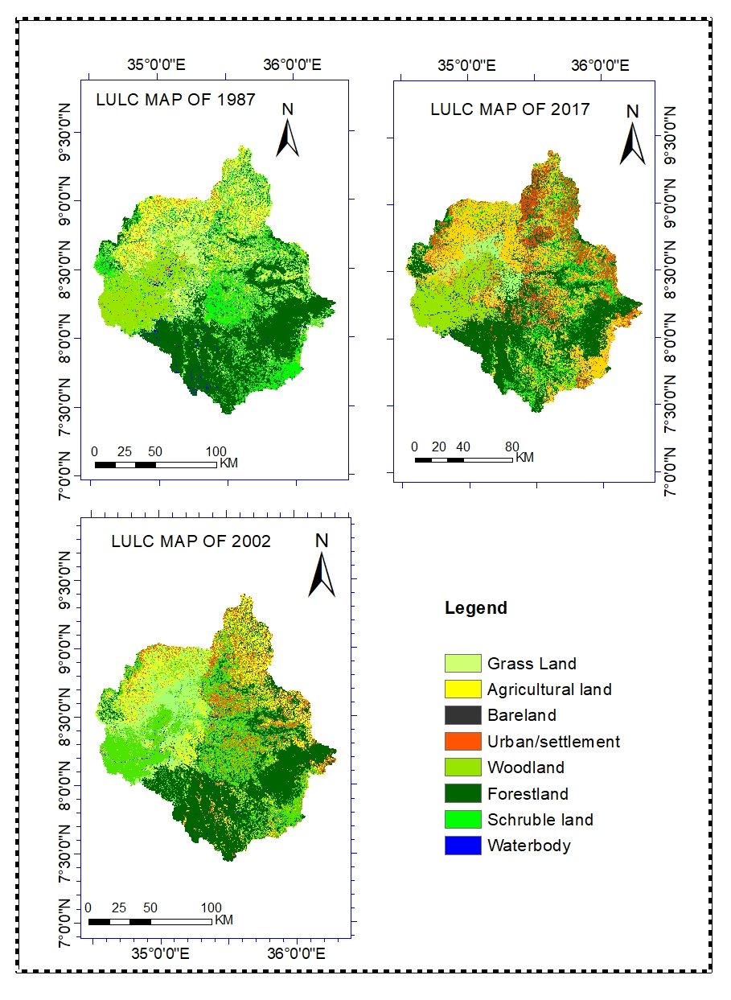 35°0'0"E 36°0'0"E
LULC MAP OF 1987
N
9°30'0"N
9°0'0"N
8°30'0"N
8°0'0"N
7°30'0"N
7°0'0"N
0 25 50 100
KM
35°0'0"E 36°0'0"E
LULC MAP OF 2017
N
9°30'0"N
9°0'0"N
8°30'0"N
8°0'0"N
7°30'0"N
7°0'0"N
0 20 40 80
KM
LULC MAP OF 2002
N
9°30'0"N
9°0'0"N
8°30'0"N
8°0'0"N
7°30'0"N
7°0'0"N
0 25 50 100
KM
35°0'0"E 36°0'0"E
Legend
Grass Land
Agricultural land
Bareland
Urban/settlement
Woodland
Forestland
Schruble land
Waterbody